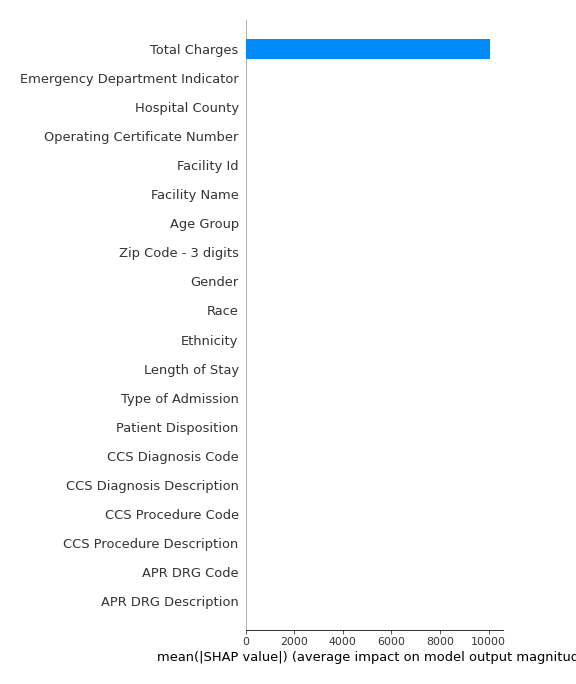 Total Charges
Emergency Department Indicator
Hospital County
Operating Certificate Number
Facility Id
Facility Name
Age Group
Zip Code - 3 digits
Gender
Race
Ethnicity
Length of Stay
Type of Admission
Patient Disposition
CCS Diagnosis Code
CCS Diagnosis Description
CCS Procedure Code
CCS Procedure Description
APR DRG Code
APR DRG Description
0 2000 4000 6000 8000 10000
mean(|SHAP value|) (average impact on model output magnitud